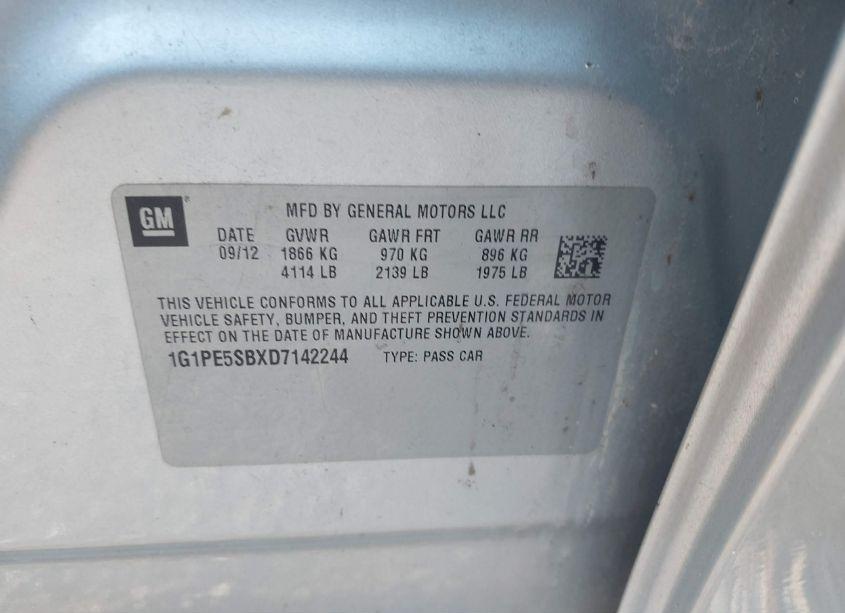 GM
MFD BY GENERAL MOTORS LLC
DATE GVWR GAWR FRT GAWR RR
09/12 1866 KG 970 KG 896 KG
4114 LB 2139 LB 1975 LB
THIS VEHICLE CONFORMS TO ALL APPLICABLE U.S. FEDERAL MOTOR
VEHICLE SAFETY, BUMPER, AND THEFT PREVENTION STANDARDS IN
EFFECT ON THE DATE OF MANUFACTURE SHOWN ABOVE.
1G1PE5SBXD7142244 TYPE: PASS CAR